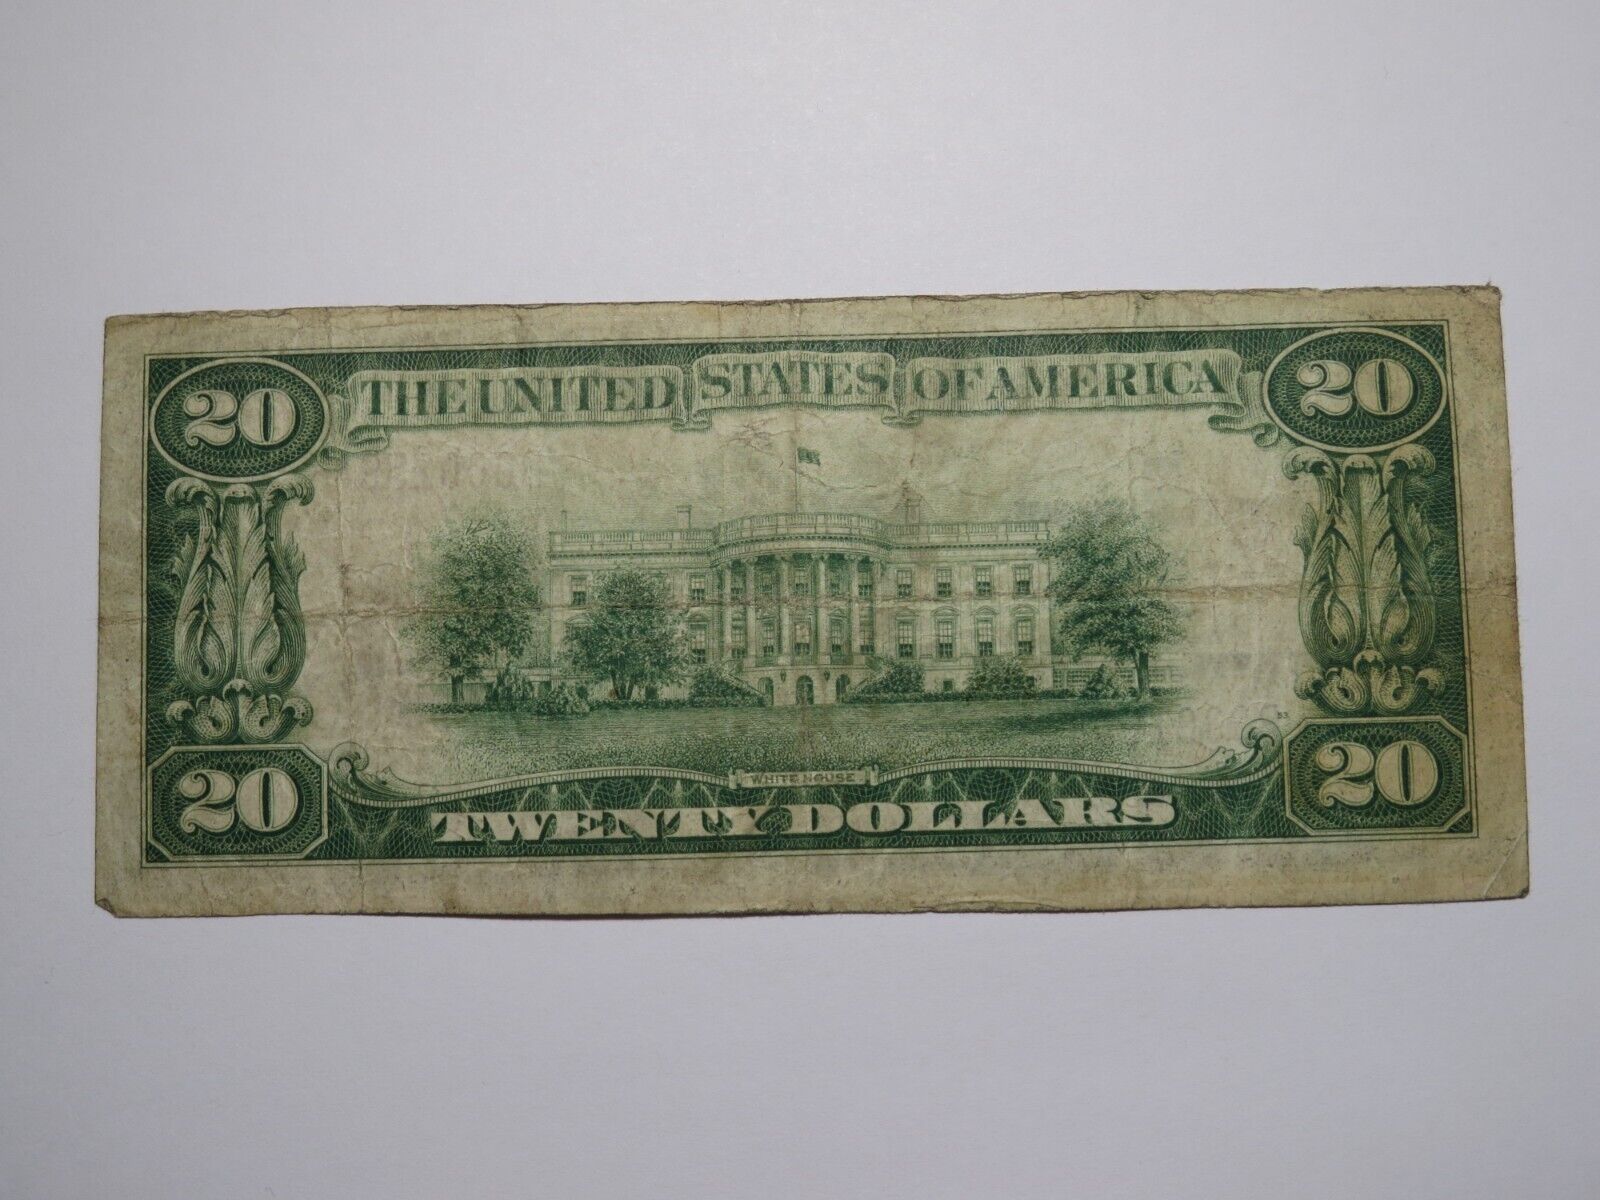 20 THE UNITED STATES OF AMERICA 20
WHITE HOUSE
20 TWENTY DOLLARS 20